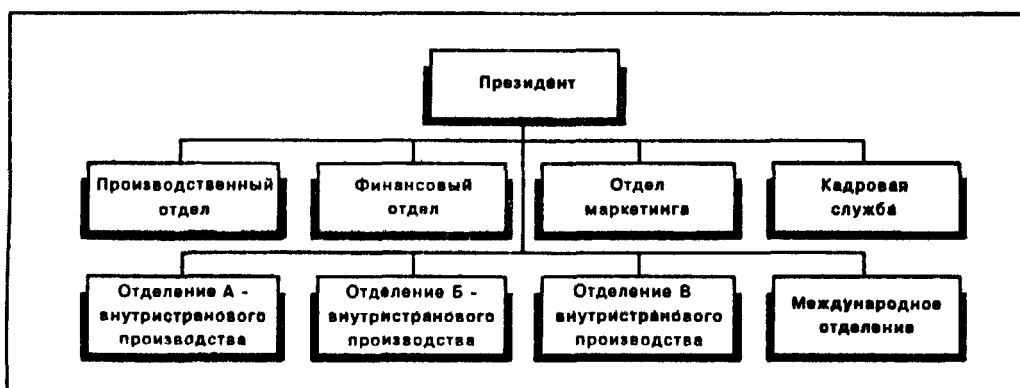 Президент
Производственный
отдел
Финансовый
отдел
Отдел
маркетинга
Кадровая
служба
Отделение А -
внутристранового
производства
Отделение Б -
внутристранового
производства
Отделение В
внутристранового
производства
Международное
отделение